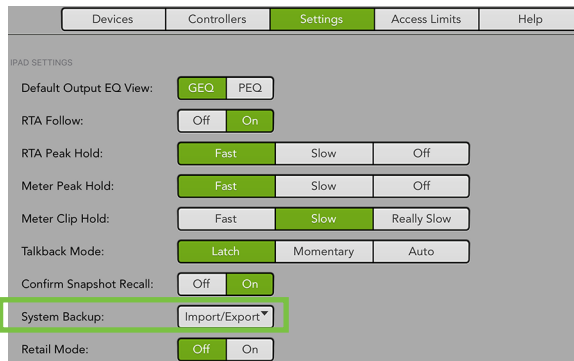 Devices Controllers Settings Access Limits Help
IPAD SETTINGS
Default Output EQ View: GEQ PEQ
RTA Follow: Off On
RTA Peak Hold: Fast Slow Off
Meter Peak Hold: Fast Slow Off
Meter Clip Hold: Fast Slow Really Slow
Talkback Mode: Latch Momentary Auto
Confirm Snapshot Recall: Off On
System Backup: Import/Export
Retail Mode: Off On